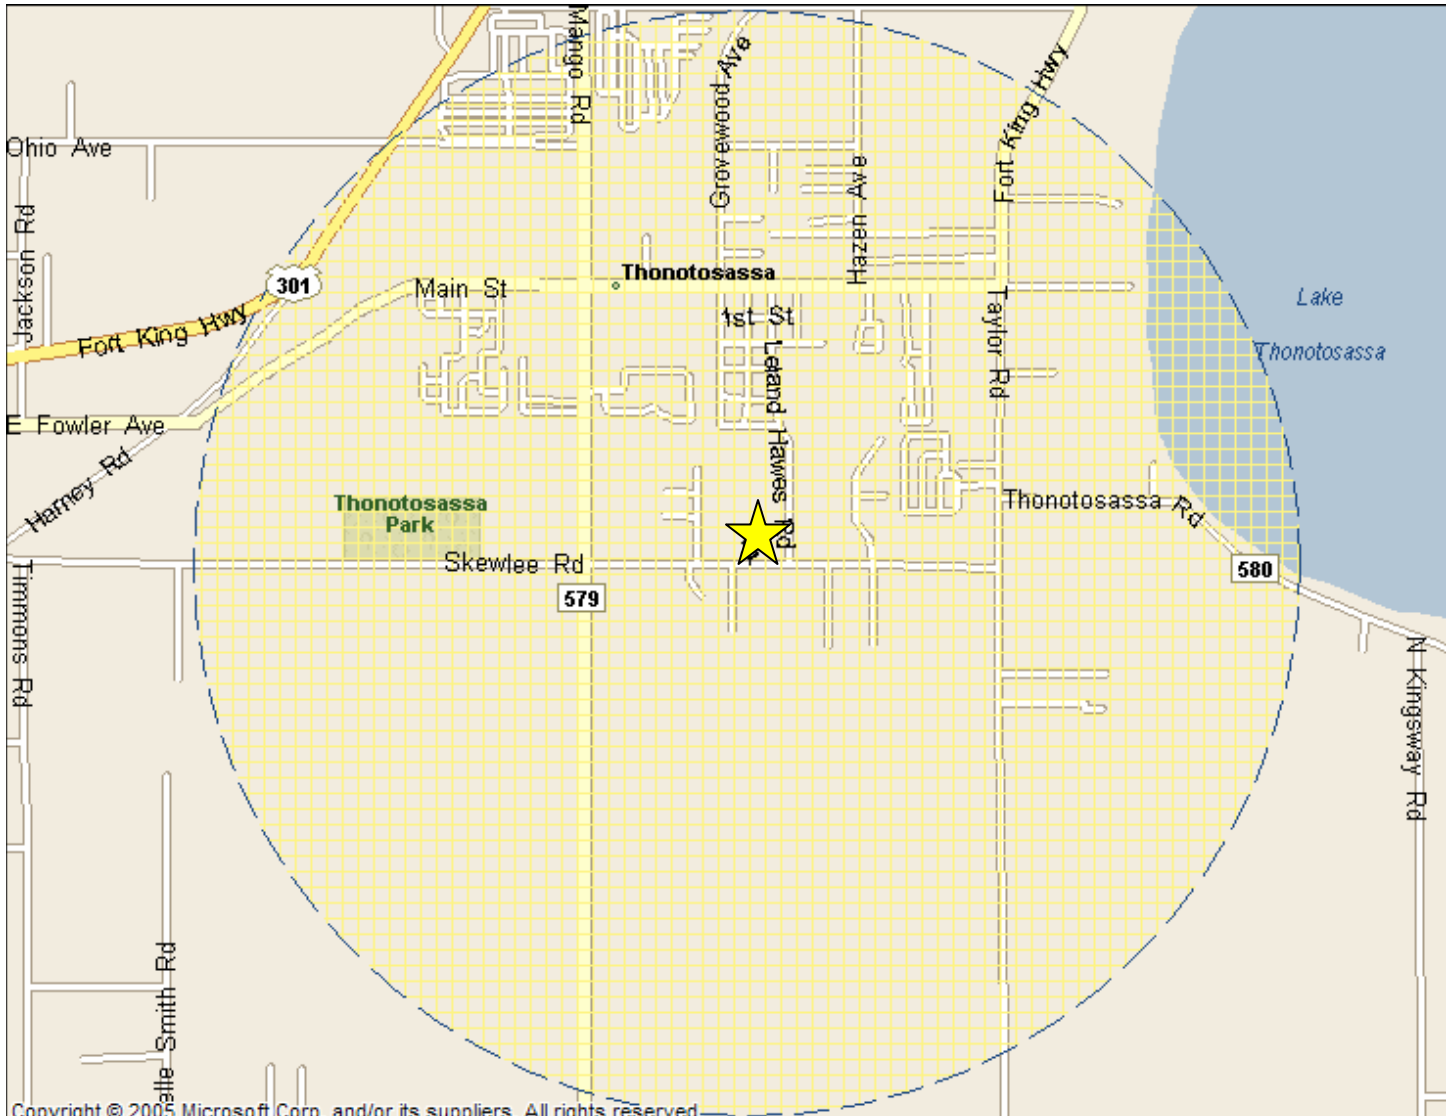 Mango Rd
Grovewood Ave
Fort King Hwy
Ohio Ave
Hazen Ave
Jackson Rd
Thonotosassa
301
Main St
Lake
Thonotosassa
1st St
Fort King Hwy
Taylor Rd
Leland Hawes Rd
E Fowler Ave
Harney Rd
Thonotosassa
Park
Thonotosassa Rd
Skewlee Rd
580
579
Timmons Rd
N Kingsway Rd
alle Smith Rd
Copyright © 2005 Microsoft Corp. and/or its suppliers. All rights reserved.